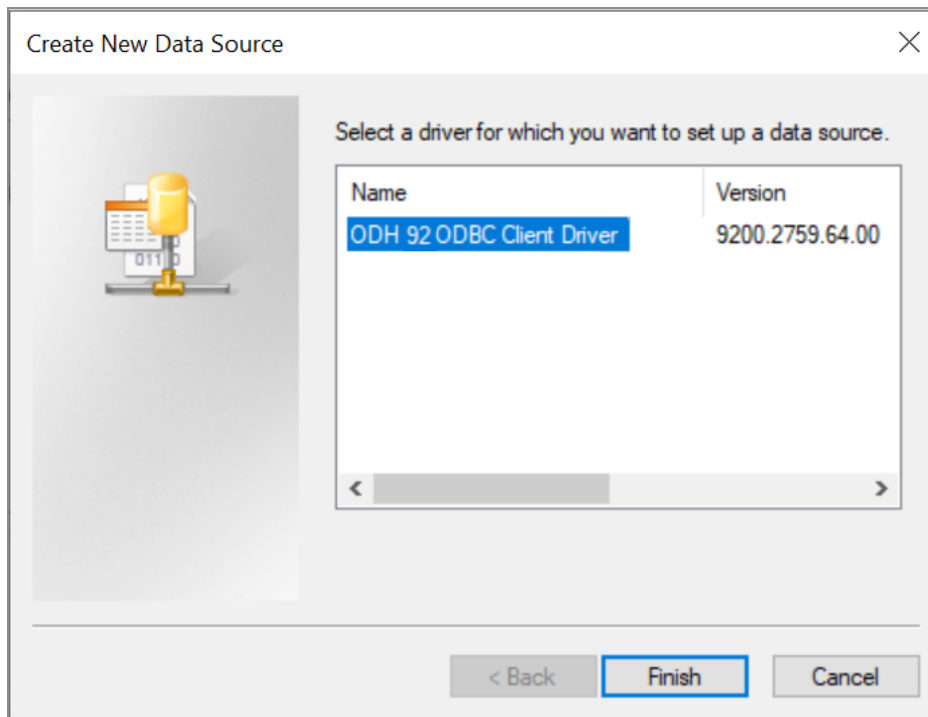 Create New Data Source
Select a driver for which you want to set up a data source.
Name Version
ODH 92 ODBC Client Driver 9200.2759.64.00
< Back Finish Cancel